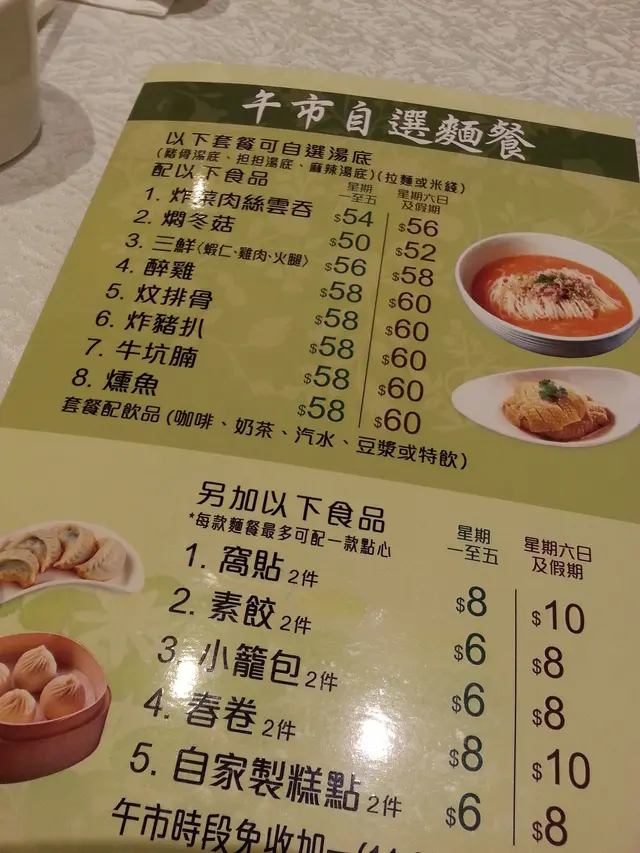 午市自選麵餐
以下套餐可自選湯底
(豬骨湯底、担担湯底、麻辣湯底)(拉麵或米綫)
配以下食品
星期一至五
星期六日及假期
1. 炸菜肉絲雲吞 $54 $56
2. 燜冬菇 $50 $52
3. 三鮮(蝦仁、雞肉、火腿) $56 $58
4. 醉雞 $58 $60
5. 炆排骨 $58 $60
6. 炸豬扒 $58 $60
7. 牛坑腩 $58 $60
8. 燻魚 $58 $60
套餐配飲品 (咖啡、奶茶、汽水、豆漿或特飲)
另加以下食品
*每款麵餐最多可配一款點心
星期一至五
星期六日及假期
1. 窩貼 2件 $8 $10
2. 素餃 2件 $6 $8
3. 小籠包 2件 $6 $8
4. 春卷 2件 $8 $10
5. 自家製糕點 2件 $6 $8
午市時段免收加一